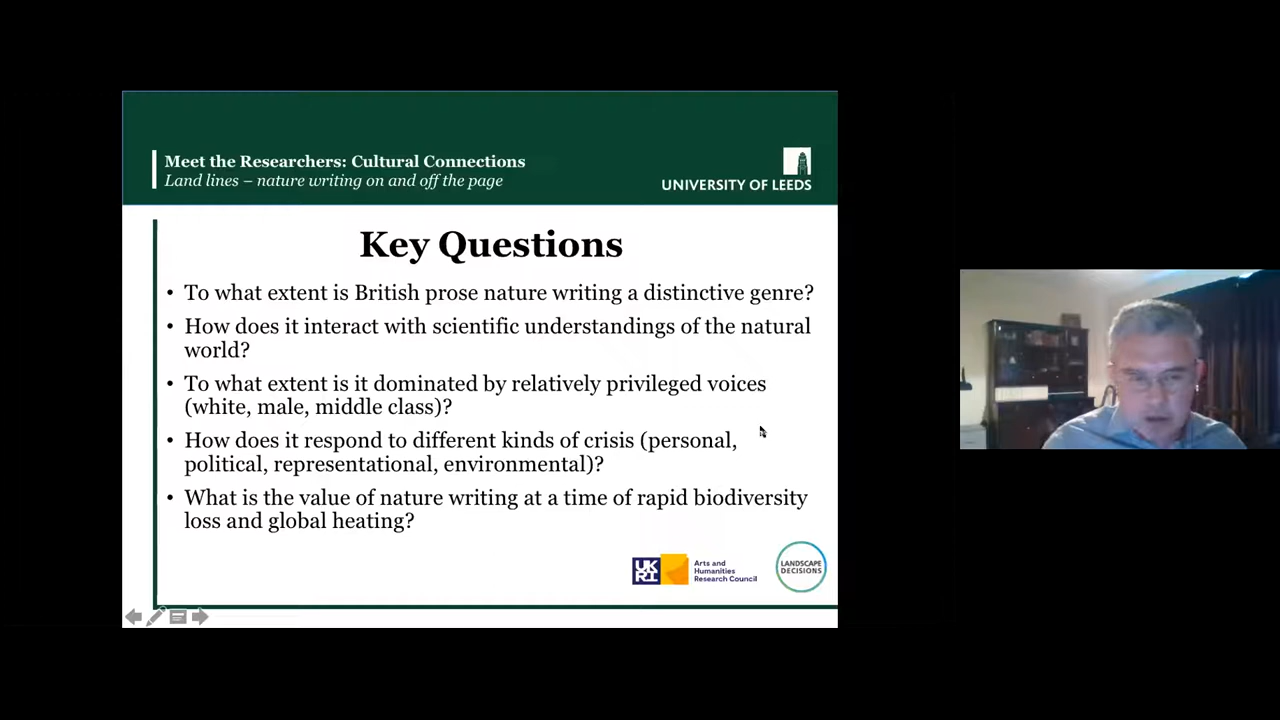 Meet the Researchers: Cultural Connections
Land lines – nature writing on and off the page
UNIVERSITY OF LEEDS
Key Questions
• To what extent is British prose nature writing a distinctive genre?
• How does it interact with scientific understandings of the natural
world?
• To what extent is it dominated by relatively privileged voices
(white, male, middle class)?
• How does it respond to different kinds of crisis (personal,
political, representational, environmental)?
• What is the value of nature writing at a time of rapid biodiversity
loss and global heating?
UKRI
Arts and
Humanities
Research Council
LANDSCAPE
DECISIONS